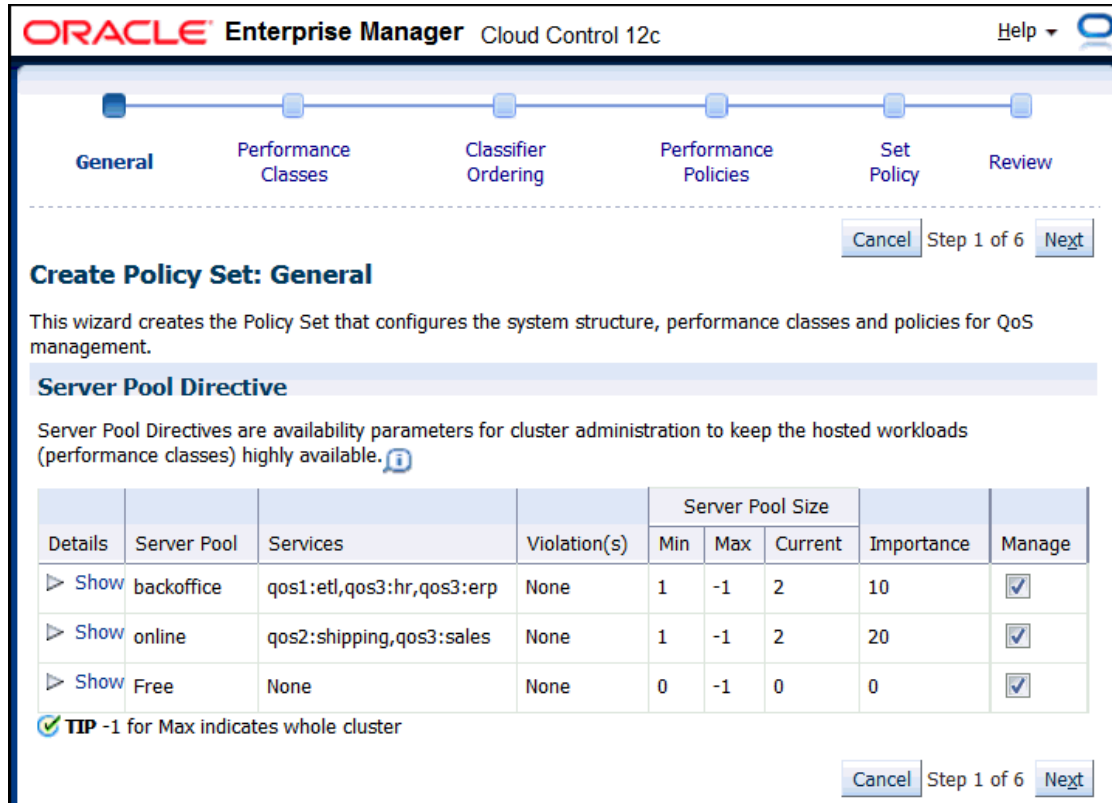 ORACLE Enterprise Manager Cloud Control 12c Help
General
Performance Classes
Classifier Ordering
Performance Policies
Set Policy
Review
Cancel Step 1 of 6 Next
Create Policy Set: General
This wizard creates the Policy Set that configures the system structure, performance classes and policies for QoS
management.
Server Pool Directive
Server Pool Directives are availability parameters for cluster administration to keep the hosted workloads
(performance classes) highly available.
Server Pool Size
Details Server Pool Services Violation(s) Min Max Current Importance Manage
Show backoffice qos1:etl,qos3:hr,qos3:erp None 1 -1 2 10
Show online qos2:shipping,qos3:sales None 1 -1 2 20
Show Free None None 0 -1 0 0
TIP -1 for Max indicates whole cluster
Cancel Step 1 of 6 Next